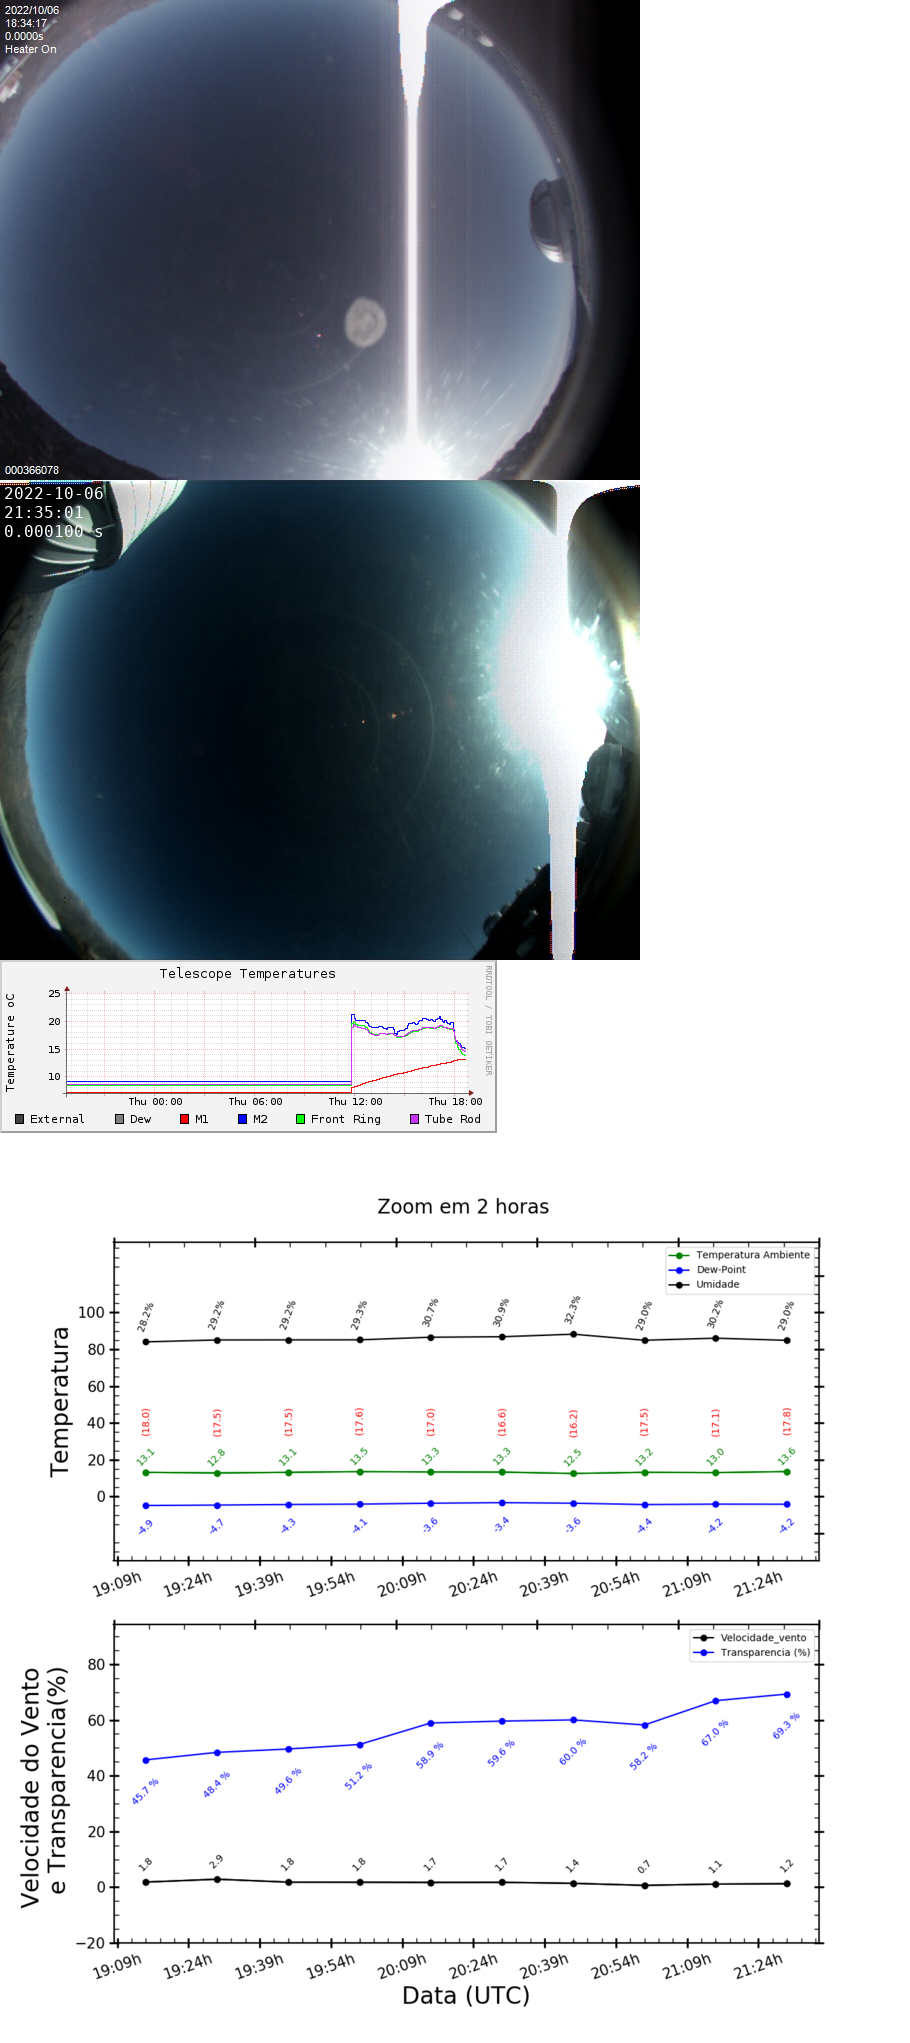 2022/10/06
18:34:17
0.0000s
Heater On
000366078
2022-10-06
21:35:01
0.000100 s
Telescope Temperatures
RRDTOOL / TOBI OETIKER
Temperature oC
25
20
15
10
Thu 00:00 Thu 06:00 Thu 12:00 Thu 18:00
External Dew M1 M2 Front Ring Tube Rod
Zoom em 2 horas
Temperatura Ambiente
Dew-Point
Umidade
Temperatura
100
80
60
40
20
0
28.2% 29.2% 29.2% 29.3% 30.7% 30.9% 32.3% 29.0% 30.2% 29.0%
(18.0) (17.5) (17.5) (17.6) (17.0) (16.6) (16.2) (17.5) (17.1) (17.8)
13.1 12.8 13.1 13.5 13.3 13.3 12.5 13.2 13.0 13.6
-4.9 -4.7 -4.3 -4.1 -3.6 -3.4 -3.6 -4.4 -4.2 -4.2
19:09h 19:24h 19:39h 19:54h 20:09h 20:24h 20:39h 20:54h 21:09h 21:24h
Velocidade_vento
Transparencia (%)
Velocidade do Vento
e Transparencia(%)
80
60
40
20
0
−20
45.7 % 48.4 % 49.6 % 51.2 % 58.9 % 59.6 % 60.0 % 58.2 % 67.0 % 69.3 %
1.8 2.9 1.8 1.8 1.7 1.7 1.4 0.7 1.1 1.2
19:09h 19:24h 19:39h 19:54h 20:09h 20:24h 20:39h 20:54h 21:09h 21:24h
Data (UTC)